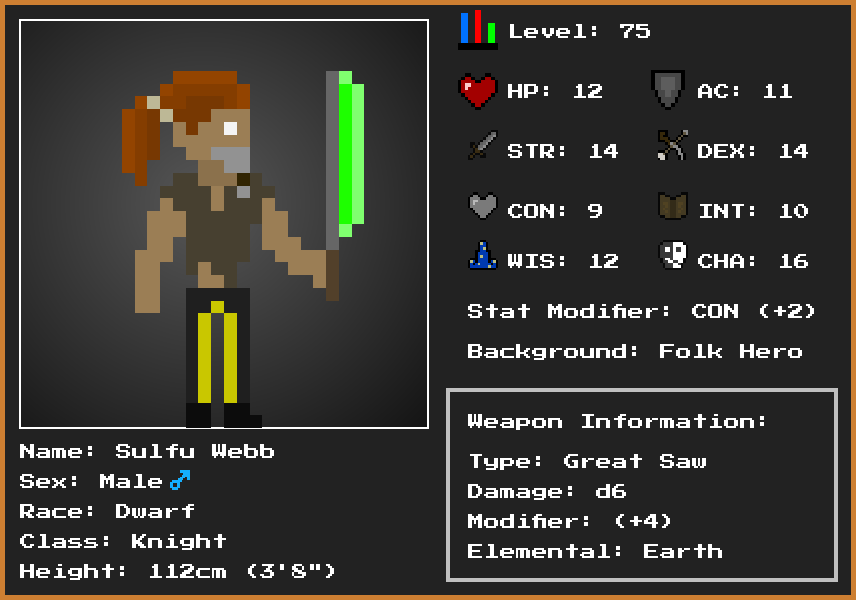 Level: 75
HP: 12 AC: 11
STR: 14 DEX: 14
CON: 9 INT: 10
WIS: 12 CHA: 16
Stat Modifier: CON (+2)
Background: Folk Hero
Weapon Information:
Type: Great Saw
Damage: d6
Modifier: (+4)
Elemental: Earth
Name: Sulfu Webb
Sex: Male♂
Race: Dwarf
Class: Knight
Height: 112cm (3'8")